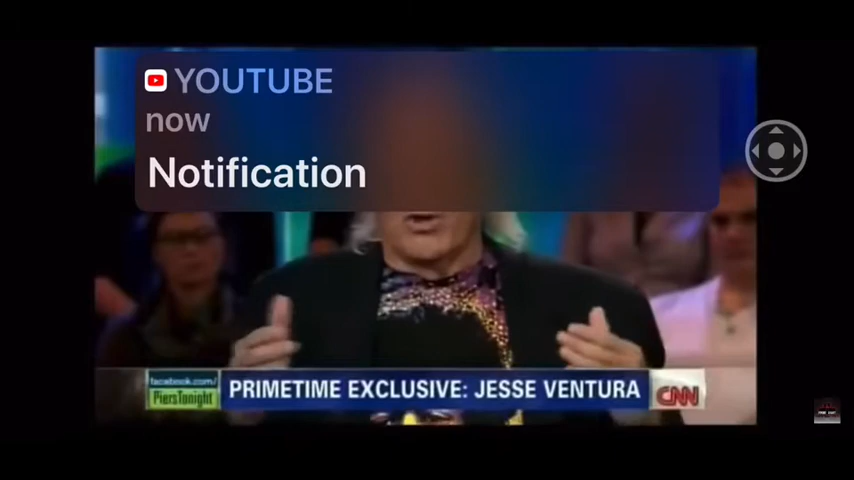 YOUTUBE
now
Notification
facebook.com/
PiersTonight
PRIMETIME EXCLUSIVE: JESSE VENTURA
CNN